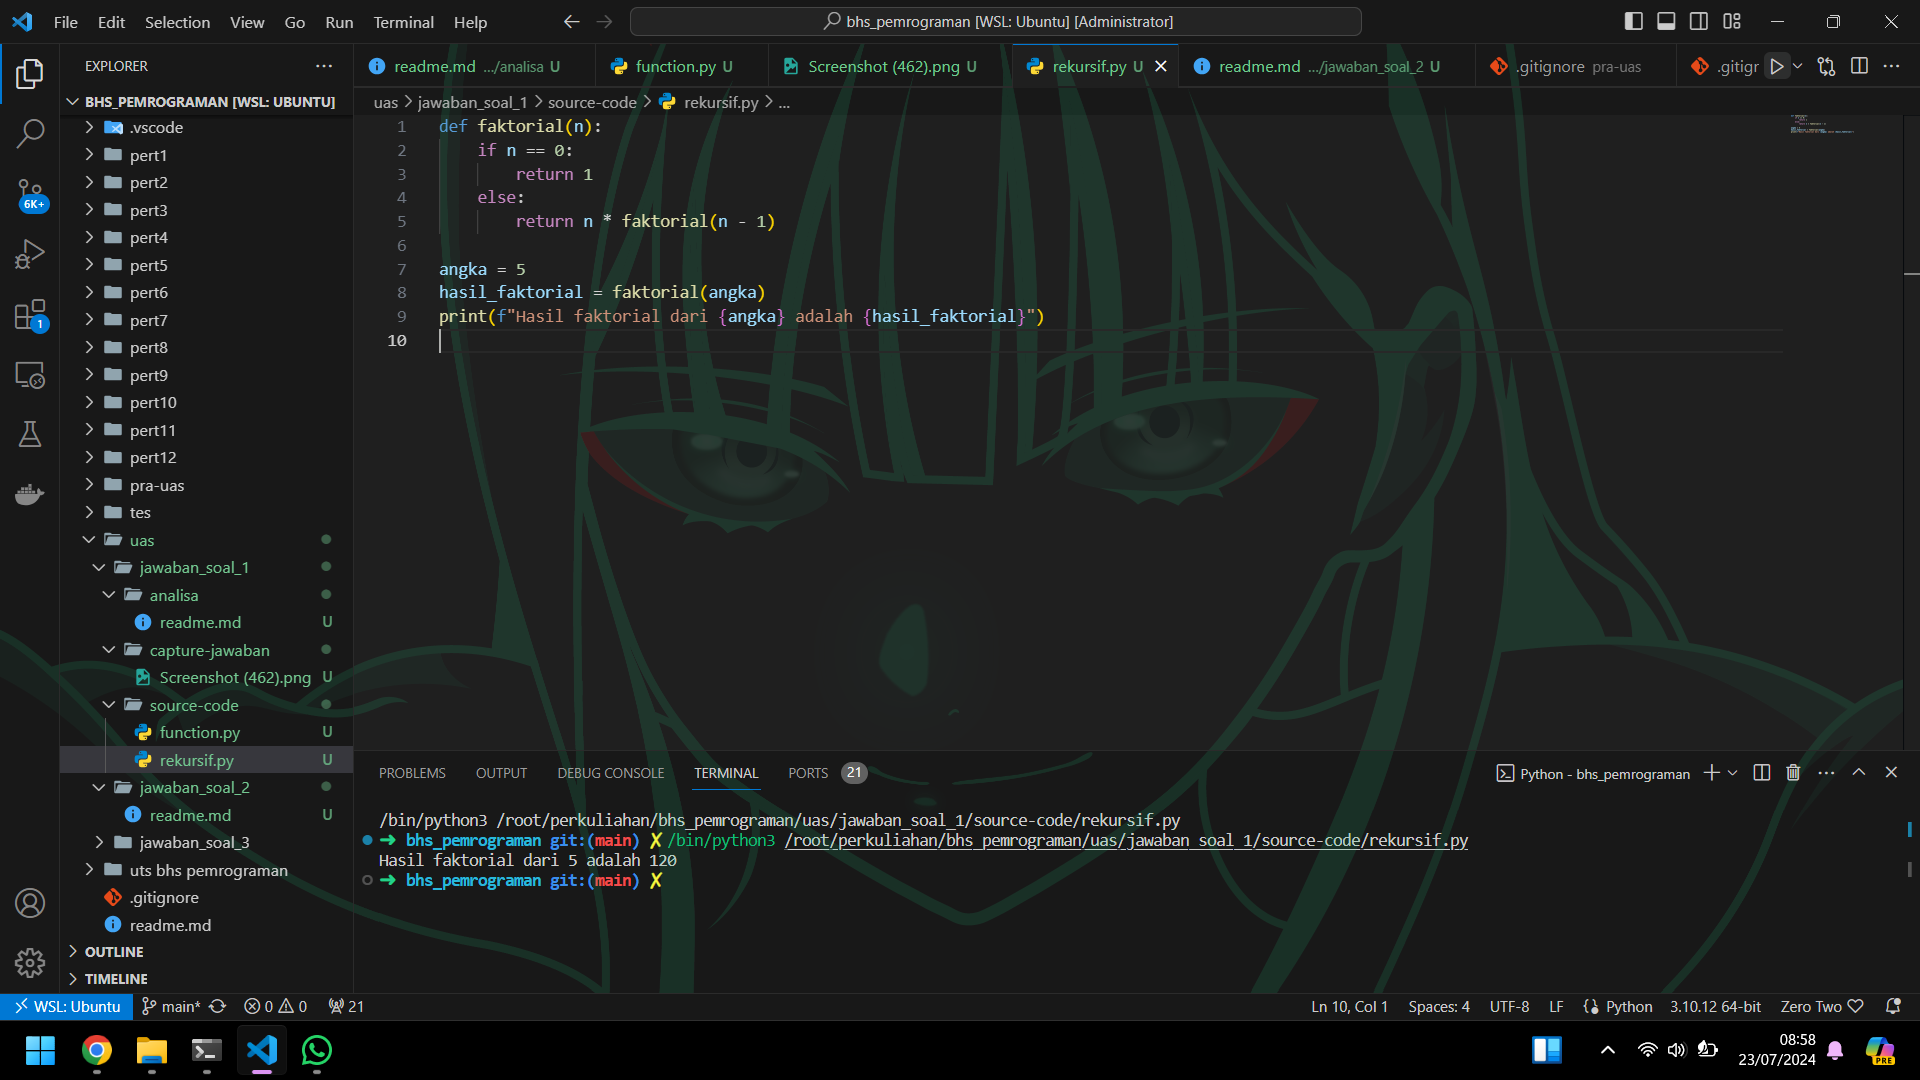 File Edit Selection View Go Run Terminal Help
bhs_pemrograman [WSL: Ubuntu] [Administrator]
EXPLORER
BHS_PEMROGRAMAN [WSL: UBUNTU]
.vscode
pert1
pert2
pert3
pert4
pert5
pert6
pert7
pert8
pert9
pert10
pert11
pert12
pra-uas
tes
uas
jawaban_soal_1
analisa
readme.md U
capture-jawaban
Screenshot (462).png U
source-code
function.py U
rekursif.py U
jawaban_soal_2
readme.md U
jawaban_soal_3
uts bhs pemrograman
.gitignore
readme.md
OUTLINE
TIMELINE
6K+
1
readme.md .../analisa U
function.py U
Screenshot (462).png U
rekursif.py U
readme.md .../jawaban_soal_2 U
.gitignore pra-uas
.gitigr
uas > jawaban_soal_1 > source-code > rekursif.py > ...
1 def faktorial(n):
2 if n == 0:
3 return 1
4 else:
5 return n * faktorial(n - 1)
6
7 angka = 5
8 hasil_faktorial = faktorial(angka)
9 print(f"Hasil faktorial dari {angka} adalah {hasil_faktorial}")
10
PROBLEMS OUTPUT DEBUG CONSOLE TERMINAL PORTS 21
Python - bhs_pemrograman
/bin/python3 /root/perkuliahan/bhs_pemrograman/uas/jawaban_soal_1/source-code/rekursif.py
➜ bhs_pemrograman git:(main) ✗ /bin/python3 /root/perkuliahan/bhs_pemrograman/uas/jawaban_soal_1/source-code/rekursif.py
Hasil faktorial dari 5 adalah 120
➜ bhs_pemrograman git:(main) ✗
WSL: Ubuntu main* 0 0 21
Ln 10, Col 1 Spaces: 4 UTF-8 LF Python 3.10.12 64-bit Zero Two
08:58
23/07/2024
PRE